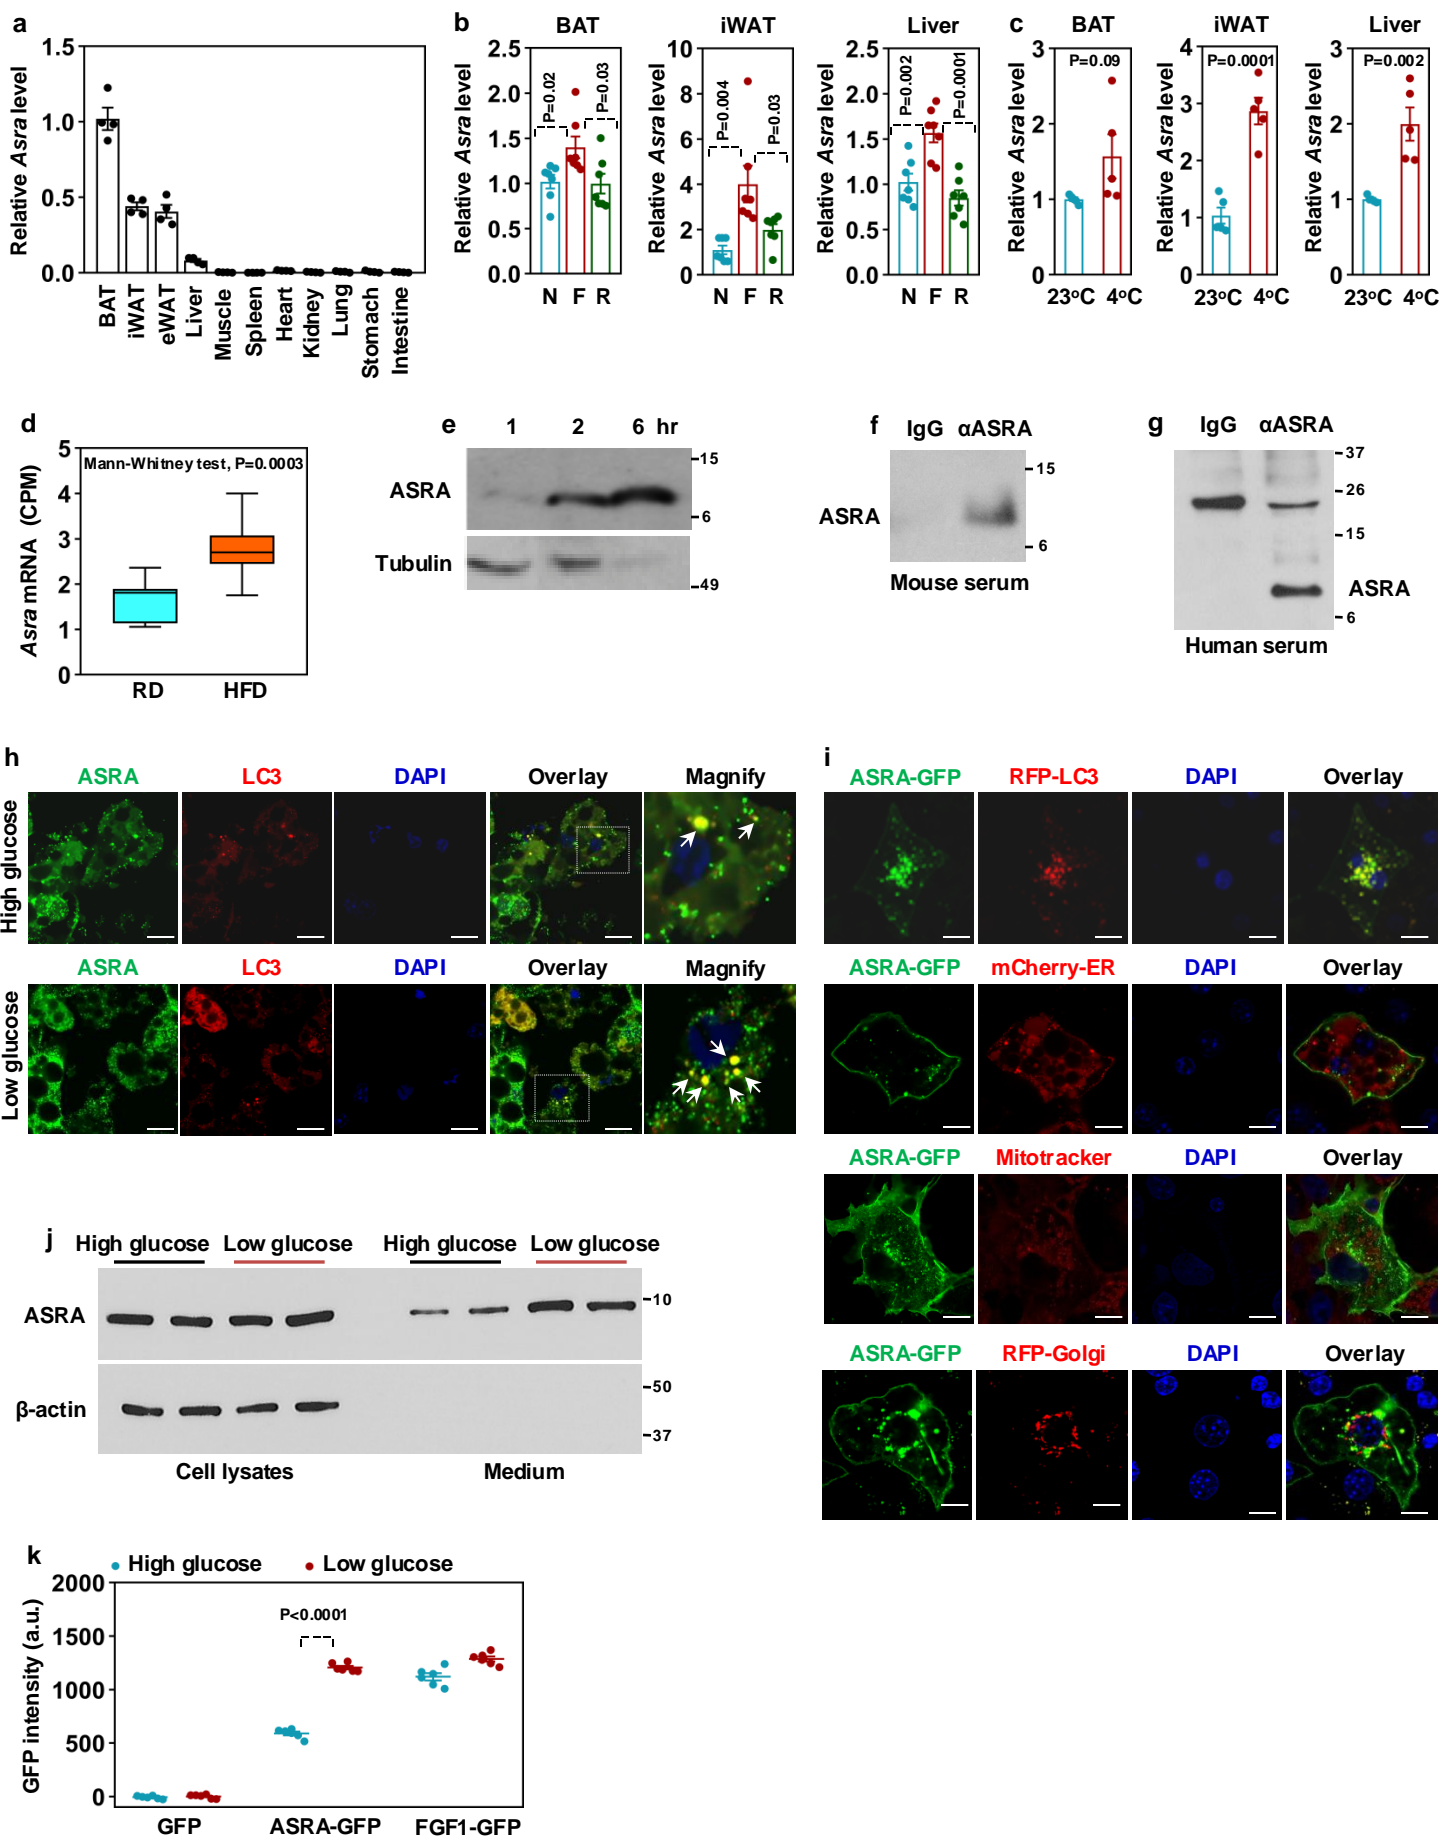 a
Relative Asra level
1.5
1.0
0.5
0.0
BAT
iWAT
eWAT
Liver
Muscle
Spleen
Heart
Kidney
Lung
Stomach
Intestine
b
BAT
Relative Asra level
2.5
2.0
1.5
1.0
0.5
0.0
P=0.02
P=0.03
N F R
iWAT
Relative Asra level
10
8
6
4
2
0
P=0.004
P=0.03
N F R
Liver
Relative Asra level
2.5
2.0
1.5
1.0
0.5
0.0
P=0.002
P=0.0001
N F R
c
BAT
Relative Asra level
3
2
1
0
P=0.09
23°C 4°C
iWAT
4
3
2
1
0
P=0.0001
23°C 4°C
Liver
3
2
1
0
P=0.002
23°C 4°C
d
Asra mRNA (CPM)
5
4
3
2
1
0
Mann-Whitney test, P=0.0003
RD HFD
e
1 2 6 hr
ASRA
15
6
Tubulin
49
f
IgG αASRA
15
ASRA
6
Mouse serum
g
IgG αASRA
37
26
15
ASRA
6
Human serum
h
ASRA LC3 DAPI Overlay Magnify
High glucose
ASRA LC3 DAPI Overlay Magnify
Low glucose
i
ASRA-GFP RFP-LC3 DAPI Overlay
ASRA-GFP mCherry-ER DAPI Overlay
ASRA-GFP Mitotracker DAPI Overlay
ASRA-GFP RFP-Golgi DAPI Overlay
j
High glucose Low glucose High glucose Low glucose
ASRA
10
β-actin
50
37
Cell lysates Medium
k
High glucose Low glucose
GFP intensity (a.u.)
2000
1500
1000
500
0
P<0.0001
GFP ASRA-GFP FGF1-GFP